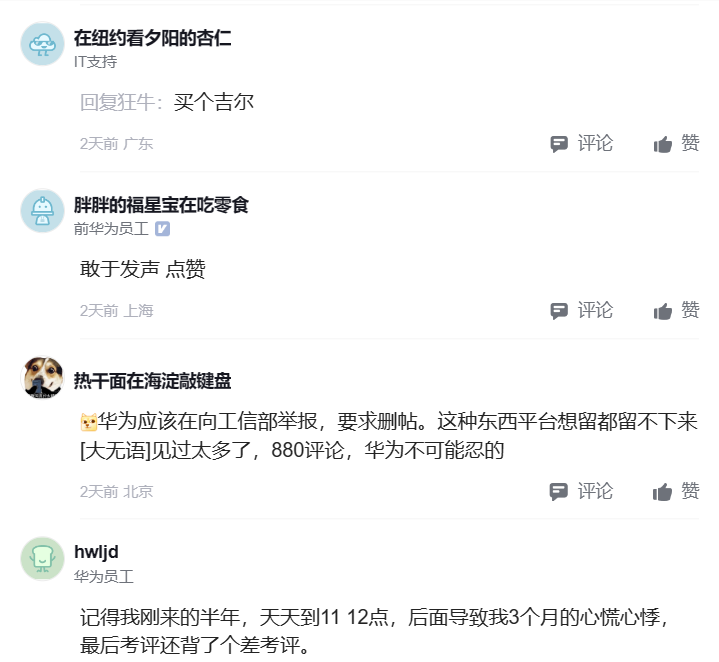 在纽约看夕阳的杏仁
IT支持
回复狂牛：买个吉尔
2天前 广东
评论 赞
胖胖的福星宝在吃零食
前华为员工
敢于发声 点赞
2天前 上海
评论 赞
热干面在海淀敲键盘
华为应该在向工信部举报，要求删帖。这种东西平台想留都留不下来
[大无语]见过太多了，880评论，华为不可能忍的
2天前 北京
评论 赞
hwljd
华为员工
记得我刚来的半年，天天到11 12点，后面导致我3个月的心慌心悸，
最后考评还背了个差考评。